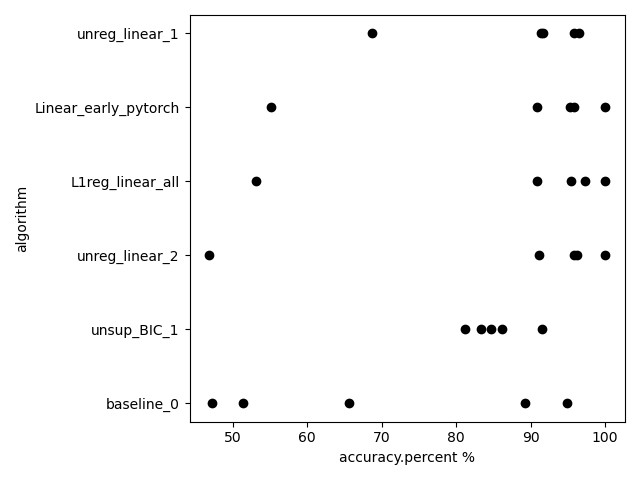 unreg_linear_1
Linear_early_pytorch
L1reg_linear_all
unreg_linear_2
unsup_BIC_1
baseline_0
algorithm
50 60 70 80 90 100
accuracy.percent %